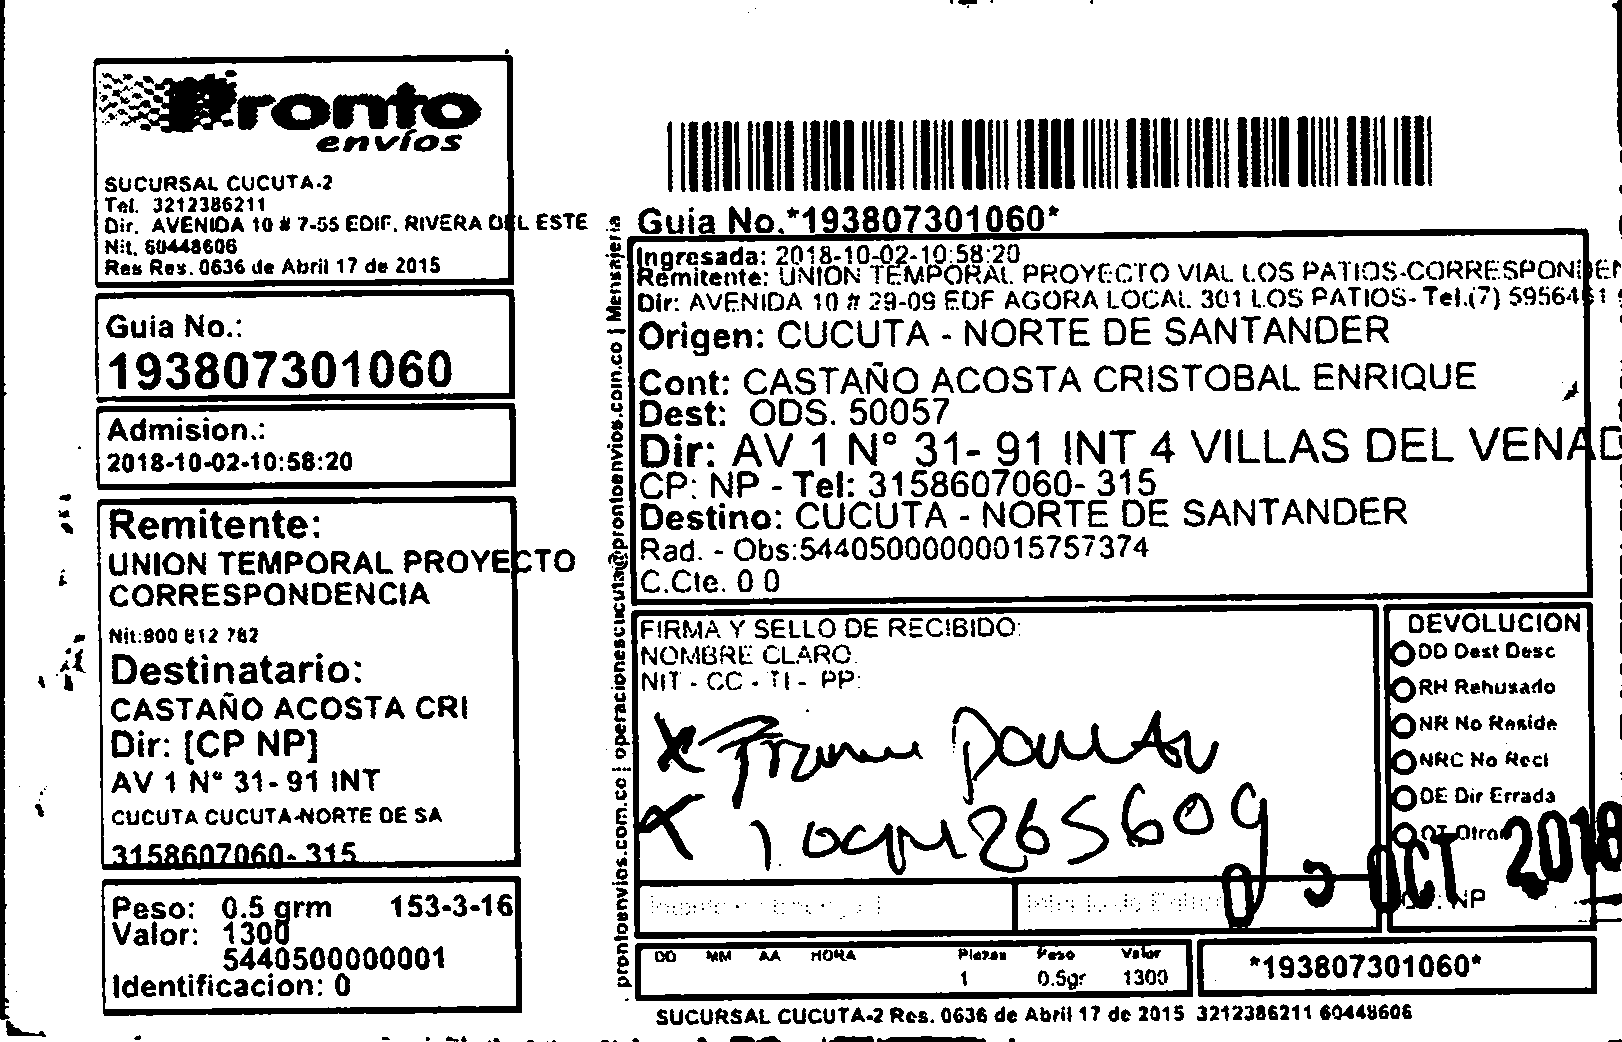 Pronto
envíos
SUCURSAL CUCUTA-2
Tel. 3212386211
Dir. AVENIDA 10 # 7-55 EDIF. RIVERA DEL ESTE
Nit. 60448606
Res Res. 0636 de Abril 17 de 2015
Guia No.:
193807301060
Admision.:
2018-10-02-10:58:20
Remitente:
UNION TEMPORAL PROYECTO
CORRESPONDENCIA
Nit:900 812 782
Destinatario:
CASTAÑO ACOSTA CRI
Dir: [CP NP]
AV 1 N° 31- 91 INT
CUCUTA CUCUTA-NORTE DE SA
3158607060- 315
Peso: 0.5 grm 153-3-16
Valor: 1300
5440500000001
Identificacion: 0
prontoenvios.com.co | operacionescucuta@prontoenvios.com.co | Mensajeria
Guia No.*193807301060*
Ingresada: 2018-10-02-10:58:20
Remitente: UNION TEMPORAL PROYECTO VIAL LOS PATIOS-CORRESPONDEN
Dir: AVENIDA 10 # 29-09 EDF AGORA LOCAL 301 LOS PATIOS- Tel.(7) 5956461
Origen: CUCUTA - NORTE DE SANTANDER
Cont: CASTAÑO ACOSTA CRISTOBAL ENRIQUE
Dest: ODS. 50057
Dir: AV 1 N° 31- 91 INT 4 VILLAS DEL VENAD
CP: NP - Tel: 3158607060- 315
Destino: CUCUTA - NORTE DE SANTANDER
Rad. - Obs:54405000000015757374
C.Cte. 0 0
FIRMA Y SELLO DE RECIBIDO:
NOMBRE CLARO:
NIT - CC - TI - PP:
DEVOLUCION
DD Dest Desc
RH Rehusado
NR No Reside
NRC No Recl
DE Dir Errada
OT Otro
03 OCT 2018
NP
DD MM AA HORA Piezas Peso Valor
1 0.5gr 1300
*193807301060*
SUCURSAL CUCUTA-2 Res. 0636 de Abril 17 de 2015 3212386211 60448606